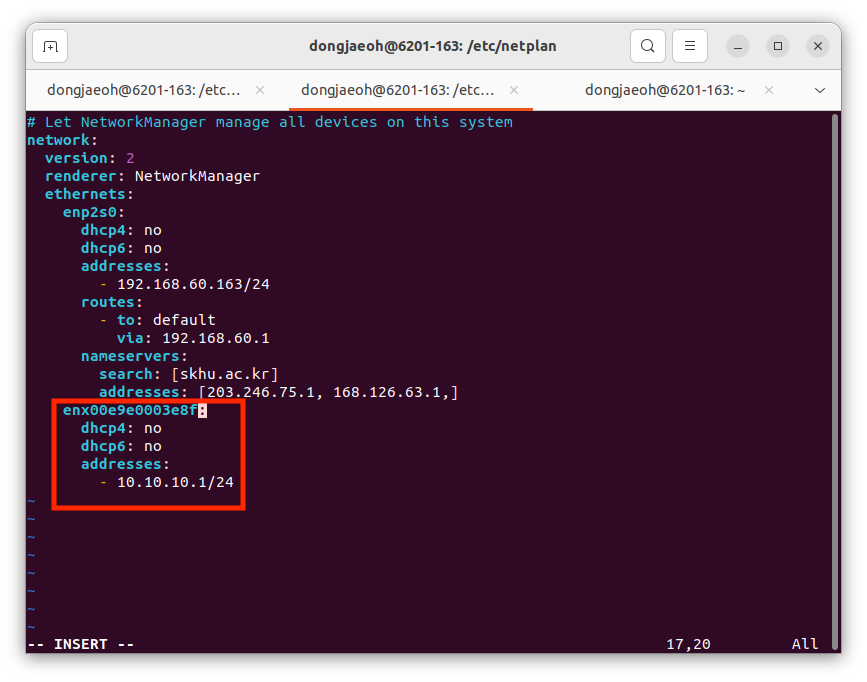 dongjaeoh@6201-163: /etc/netplan
dongjaeoh@6201-163: /etc... × dongjaeoh@6201-163: /etc... × dongjaeoh@6201-163: ~ ×
# Let NetworkManager manage all devices on this system
network:
  version: 2
  renderer: NetworkManager
  ethernets:
    enp2s0:
      dhcp4: no
      dhcp6: no
      addresses:
        - 192.168.60.163/24
      routes:
        - to: default
          via: 192.168.60.1
      nameservers:
        search: [skhu.ac.kr]
        addresses: [203.246.75.1, 168.126.63.1,]
    enx00e9e0003e8f:
      dhcp4: no
      dhcp6: no
      addresses:
        - 10.10.10.1/24
~
~
~
~
~
~
~
~
-- INSERT -- 17,20 All